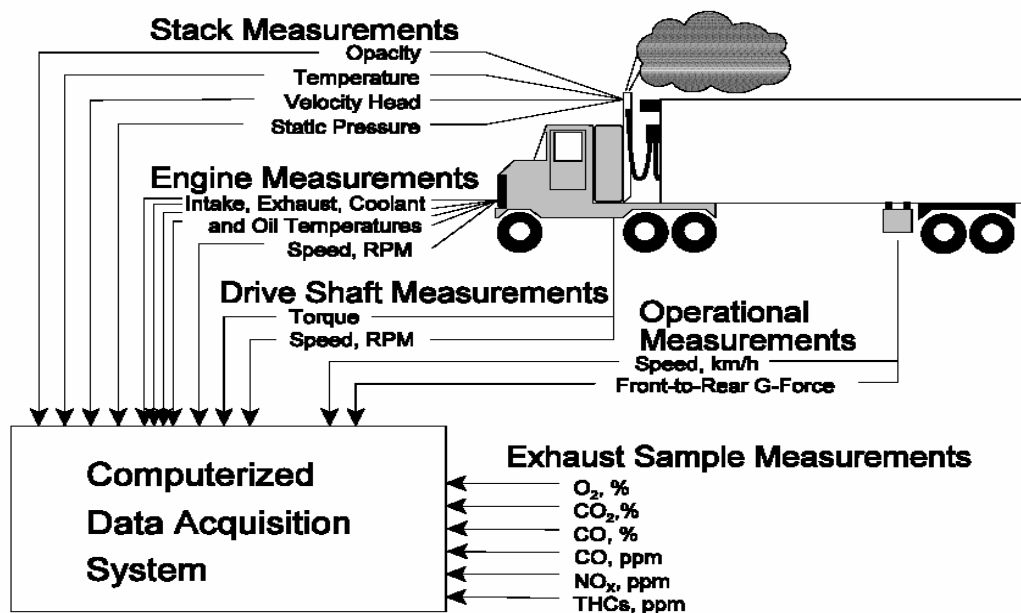 Stack Measurements
Opacity
Temperature
Velocity Head
Static Pressure
Engine Measurements
Intake, Exhaust, Coolant
and Oil Temperatures
Speed, RPM
Drive Shaft Measurements
Torque
Speed, RPM
Operational
Measurements
Speed, km/h
Front-to-Rear G-Force
Computerized
Data Acquisition
System
Exhaust Sample Measurements
O₂, %
CO₂,%
CO, %
CO, ppm
NOₓ, ppm
THCs, ppm